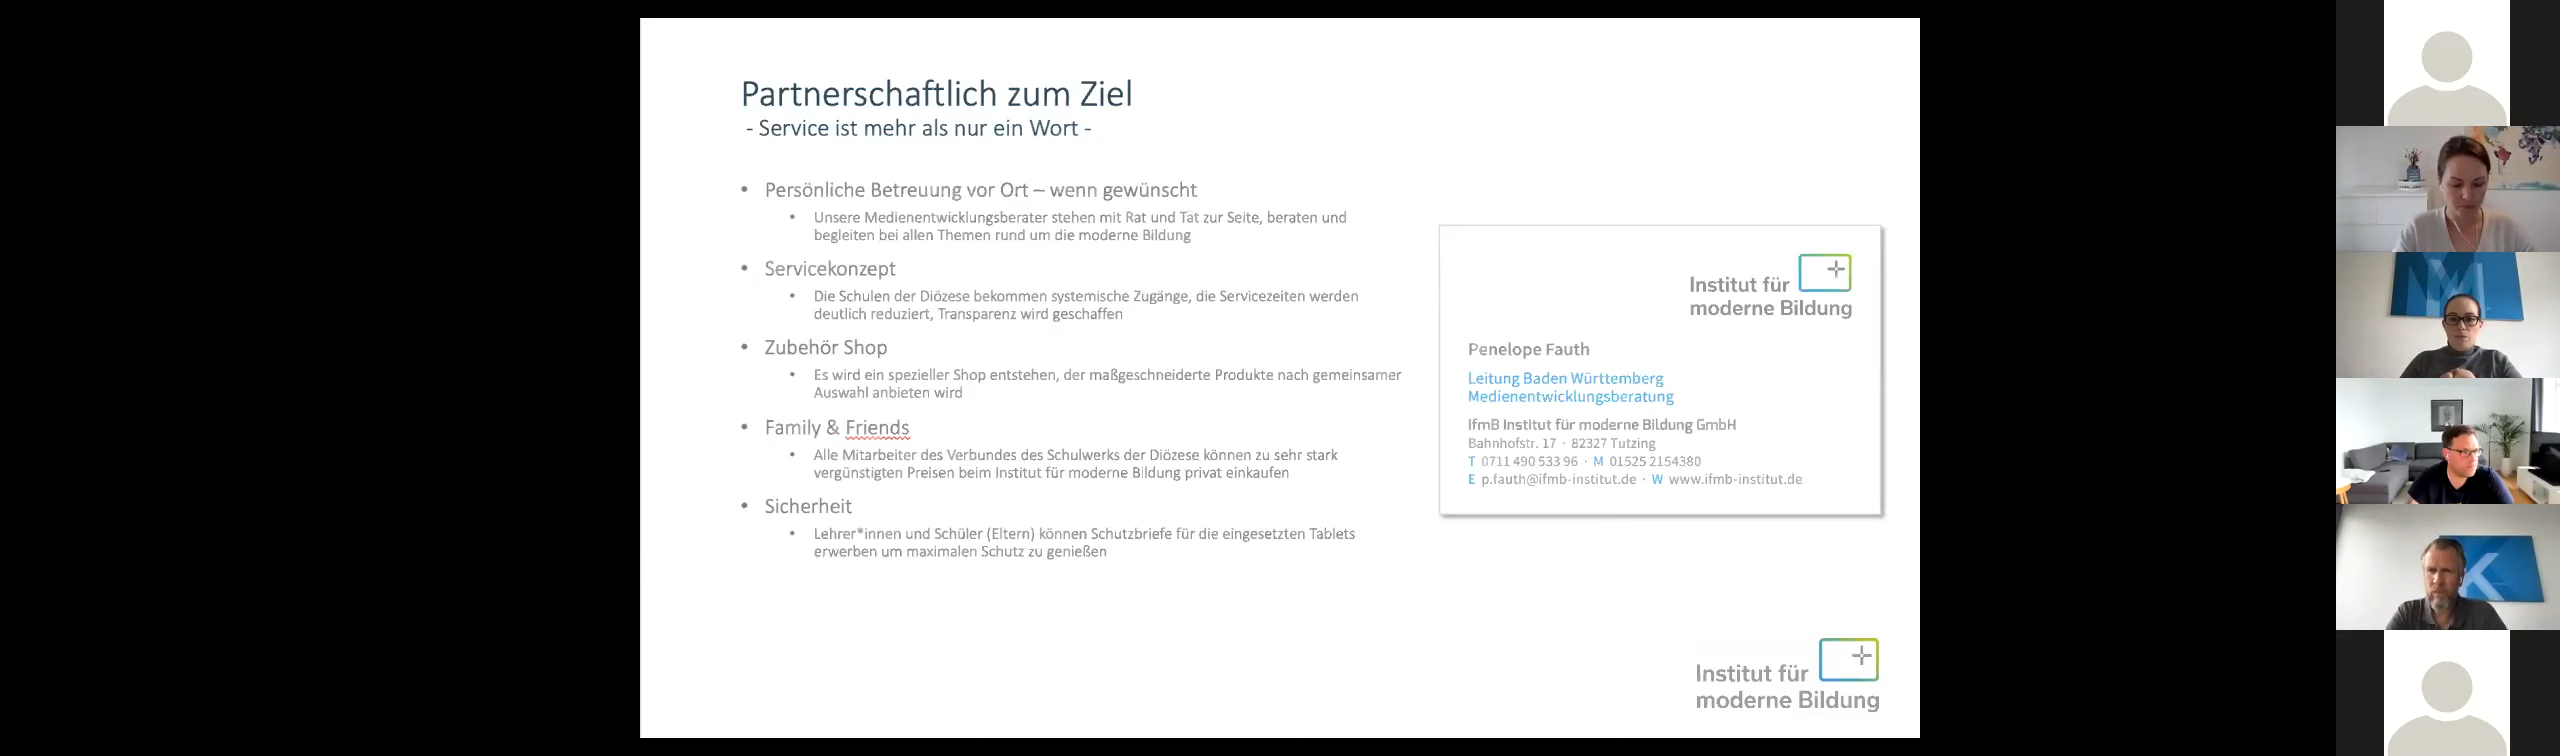 Partnerschaftlich zum Ziel
- Service ist mehr als nur ein Wort -
• Persönliche Betreuung vor Ort – wenn gewünscht
• Unsere Medienentwicklungsberater stehen mit Rat und Tat zur Seite, beraten und
begleiten bei allen Themen rund um die moderne Bildung
• Servicekonzept
• Die Schulen der Diözese bekommen systemische Zugänge, die Servicezeiten werden
deutlich reduziert, Transparenz wird geschaffen
• Zubehör Shop
• Es wird ein spezieller Shop entstehen, der maßgeschneiderte Produkte nach gemeinsamer
Auswahl anbieten wird
• Family & Friends
• Alle Mitarbeiter des Verbundes des Schulwerks der Diözese können zu sehr stark
vergünstigten Preisen beim Institut für moderne Bildung privat einkaufen
• Sicherheit
• Lehrer*innen und Schüler (Eltern) können Schutzbriefe für die eingesetzten Tablets
erwerben um maximalen Schutz zu genießen
Institut für
moderne Bildung
Penelope Fauth
Leitung Baden Württemberg
Medienentwicklungsberatung
IfmB Institut für moderne Bildung GmbH
Bahnhofstr. 17 · 82327 Tutzing
T 0711 490 533 96 · M 01525 2154380
E p.fauth@ifmb-institut.de · W www.ifmb-institut.de
Institut für
moderne Bildung
M
K